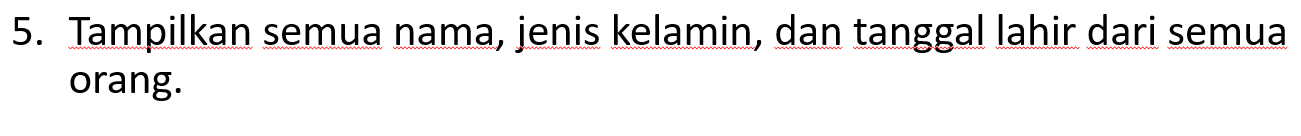 5. Tampilkan semua nama, jenis kelamin, dan tanggal lahir dari semua
orang.